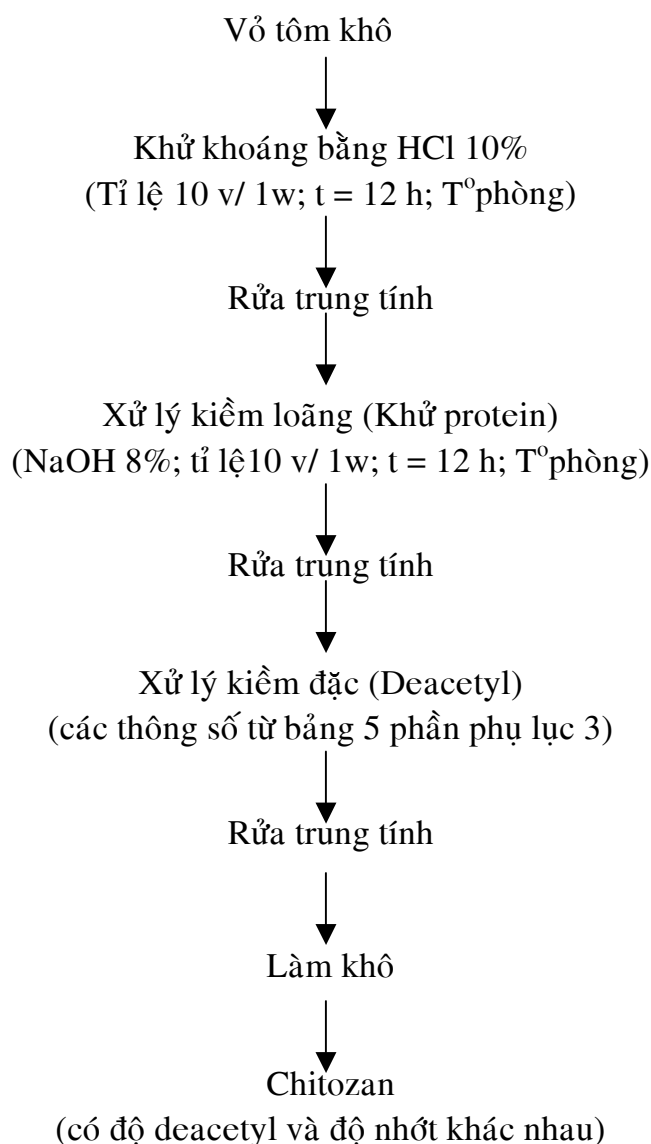 Vỏ tôm khô
Khử khoáng bằng HCl 10%
(Tỉ lệ 10 v/ 1w; t = 12 h; Tºphòng)
Rửa trung tính
Xử lý kiềm loãng (Khử protein)
(NaOH 8%; tỉ lệ10 v/ 1w; t = 12 h; Tºphòng)
Rửa trung tính
Xử lý kiềm đặc (Deacetyl)
(các thông số từ bảng 5 phần phụ lục 3)
Rửa trung tính
Làm khô
Chitozan
(có độ deacetyl và độ nhớt khác nhau)